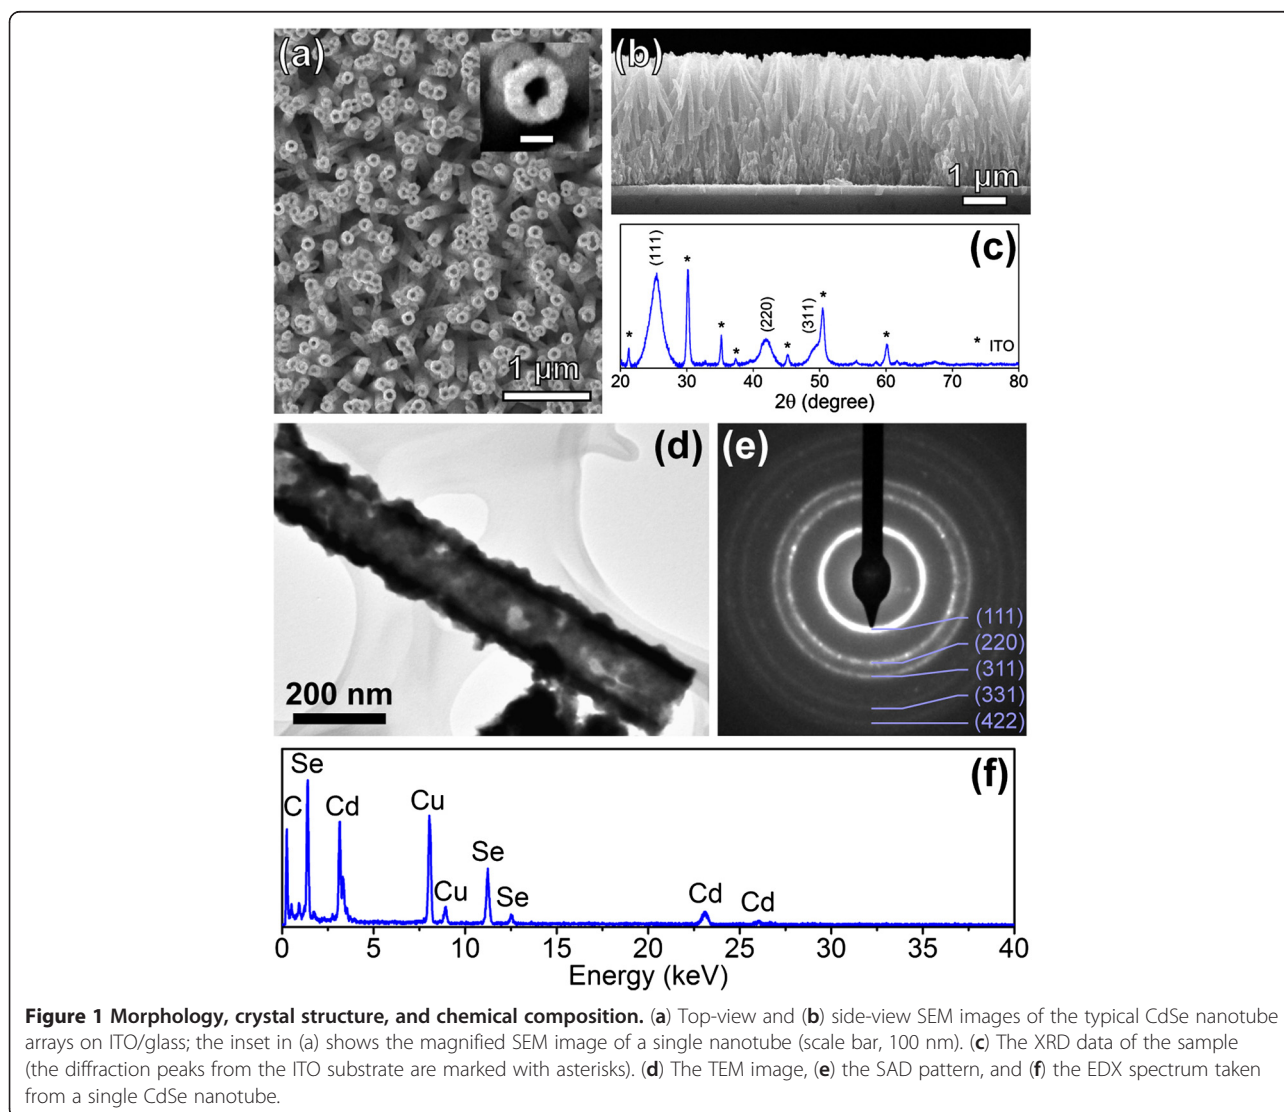 (a)
1 μm
(b)
1 μm
(c)
(111)
*
*
*
*
(220)
*
(311)
*
*
* ITO
20 30 40 50 60 70 80
2θ (degree)
(d)
200 nm
(e)
(111)
(220)
(311)
(331)
(422)
(f)
Se
C
Cd
Cu
Cu
Se
Se
Cd
Cd
0 5 10 15 20 25 30 35 40
Energy (keV)
Figure 1 Morphology, crystal structure, and chemical composition. (a) Top-view and (b) side-view SEM images of the typical CdSe nanotube
arrays on ITO/glass; the inset in (a) shows the magnified SEM image of a single nanotube (scale bar, 100 nm). (c) The XRD data of the sample
(the diffraction peaks from the ITO substrate are marked with asterisks). (d) The TEM image, (e) the SAD pattern, and (f) the EDX spectrum taken
from a single CdSe nanotube.